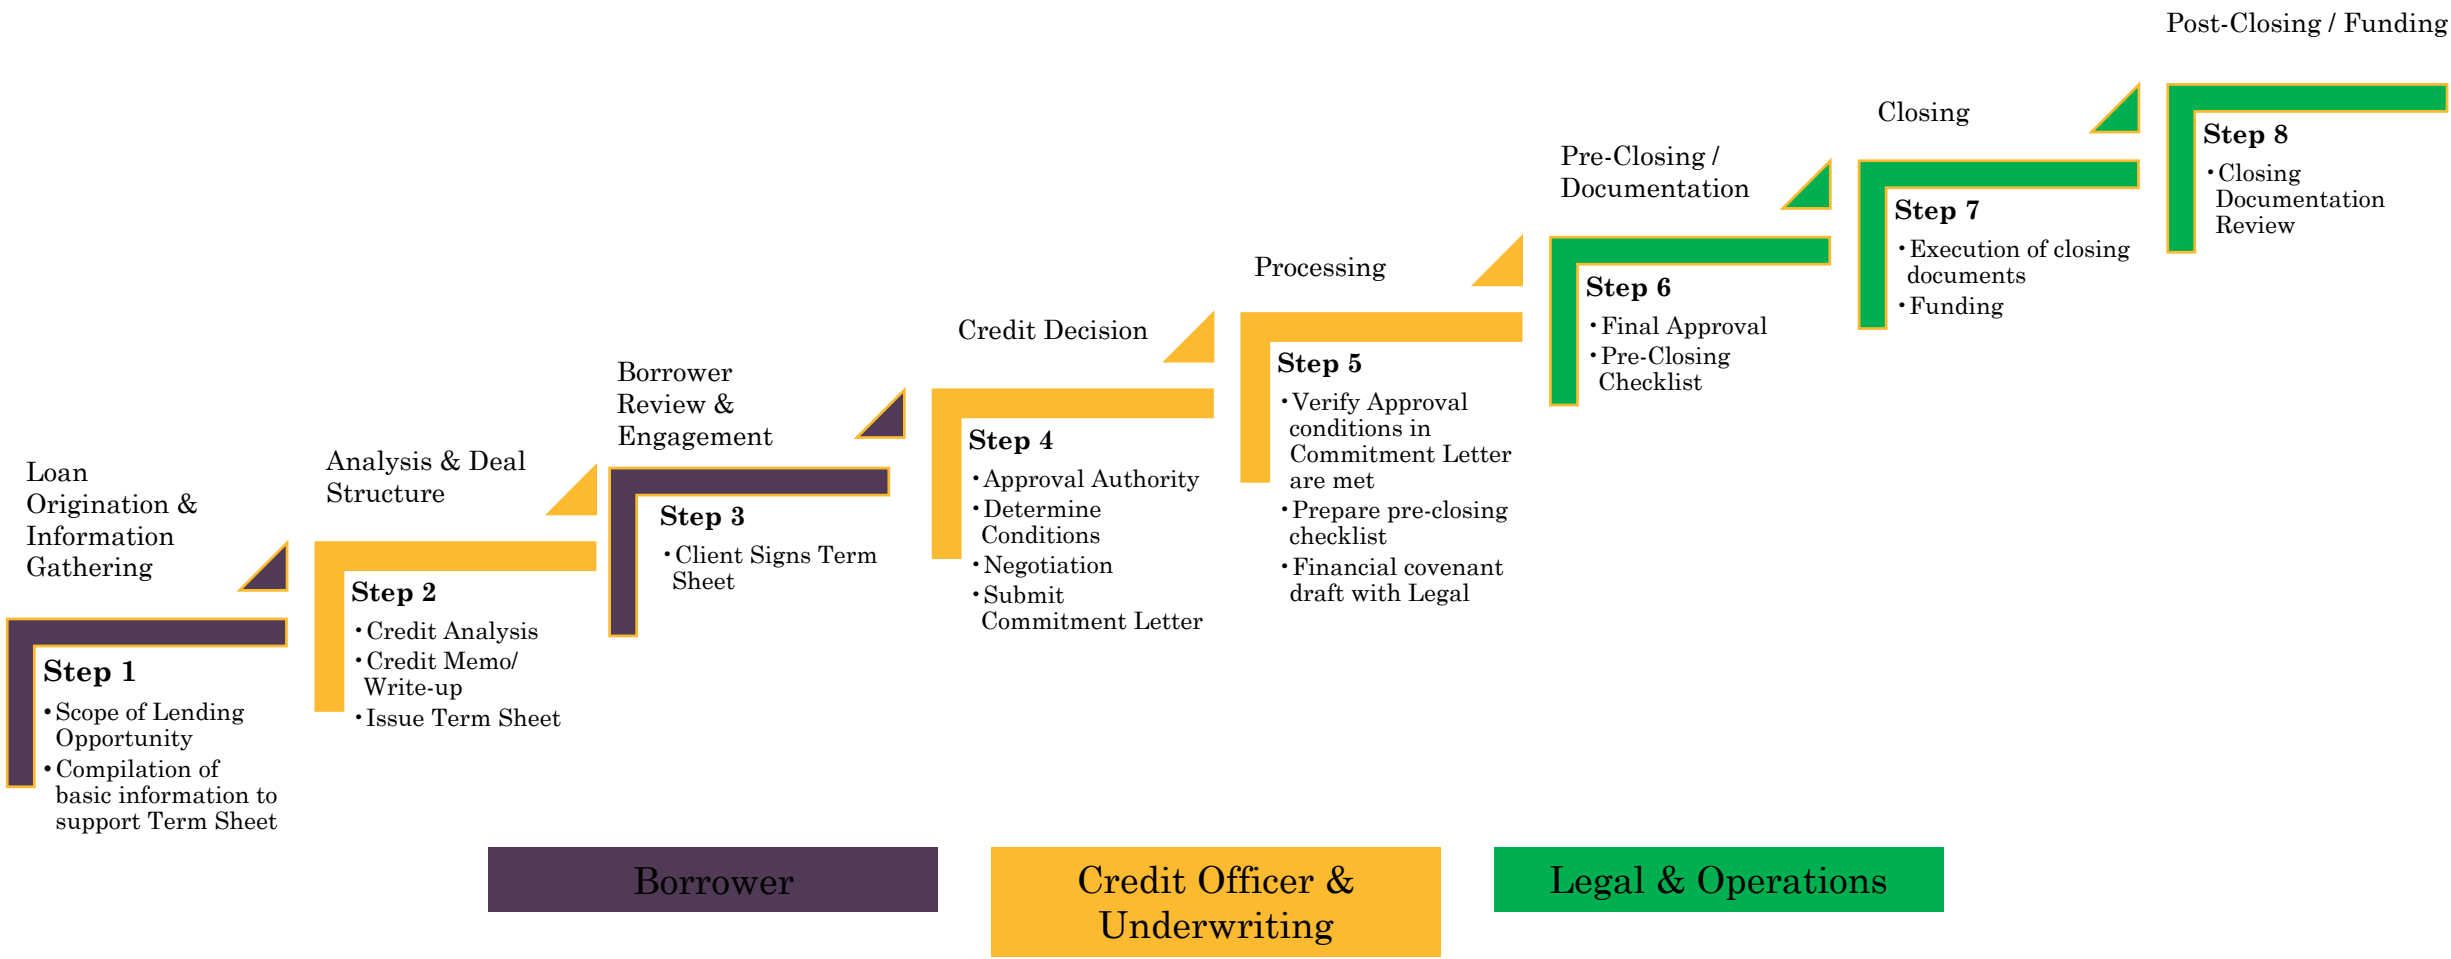 Loan
Origination &
Information
Gathering
Step 1
•Scope of Lending
Opportunity
•Compilation of
basic information to
support Term Sheet
Analysis & Deal
Structure
Step 2
•Credit Analysis
•Credit Memo/
Write-up
•Issue Term Sheet
Borrower
Review &
Engagement
Step 3
•Client Signs Term
Sheet
Credit Decision
Step 4
•Approval Authority
•Determine
Conditions
•Negotiation
•Submit
Commitment Letter
Processing
Step 5
•Verify Approval
conditions in
Commitment Letter
are met
•Prepare pre-closing
checklist
•Financial covenant
draft with Legal
Pre-Closing /
Documentation
Step 6
•Final Approval
•Pre-Closing
Checklist
Closing
Step 7
•Execution of closing
documents
•Funding
Post-Closing / Funding
Step 8
•Closing
Documentation
Review
Borrower
Credit Officer &
Underwriting
Legal & Operations